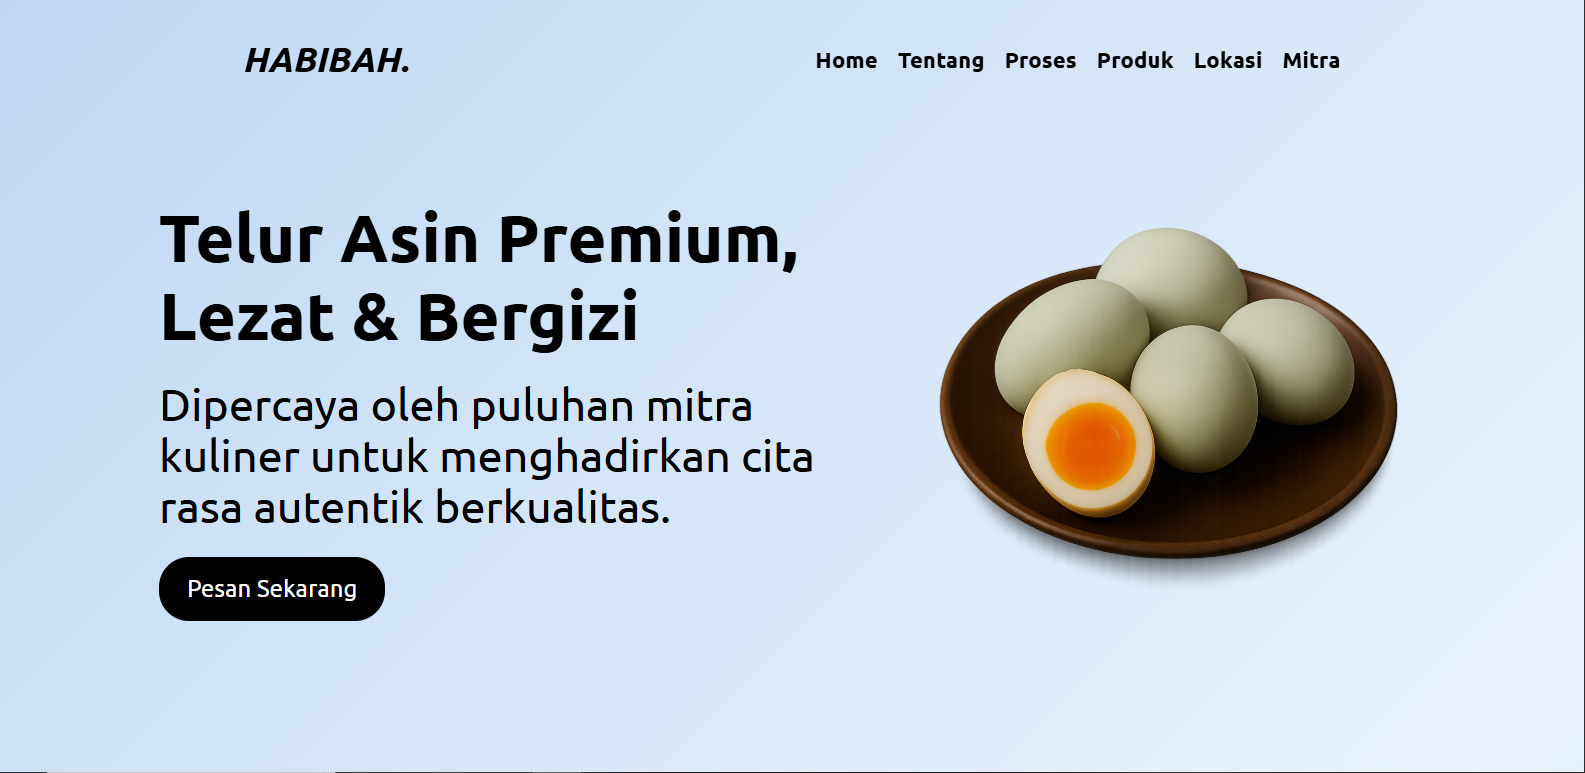 HABIBAH.
Home Tentang Proses Produk Lokasi Mitra
Telur Asin Premium,
Lezat & Bergizi
Dipercaya oleh puluhan mitra
kuliner untuk menghadirkan cita
rasa autentik berkualitas.
Pesan Sekarang